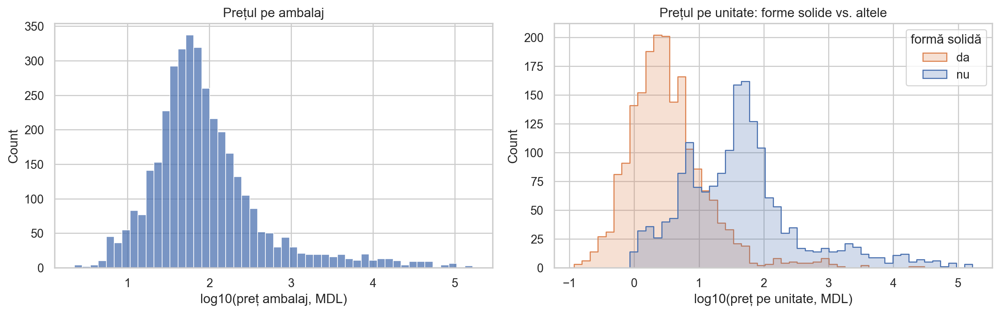 Prețul pe ambalaj
Count
350
300
250
200
150
100
50
0
1 2 3 4 5
log10(preț ambalaj, MDL)
Prețul pe unitate: forme solide vs. altele
Count
200
175
150
125
100
75
50
25
0
−1 0 1 2 3 4 5
log10(preț pe unitate, MDL)
formă solidă
da
nu